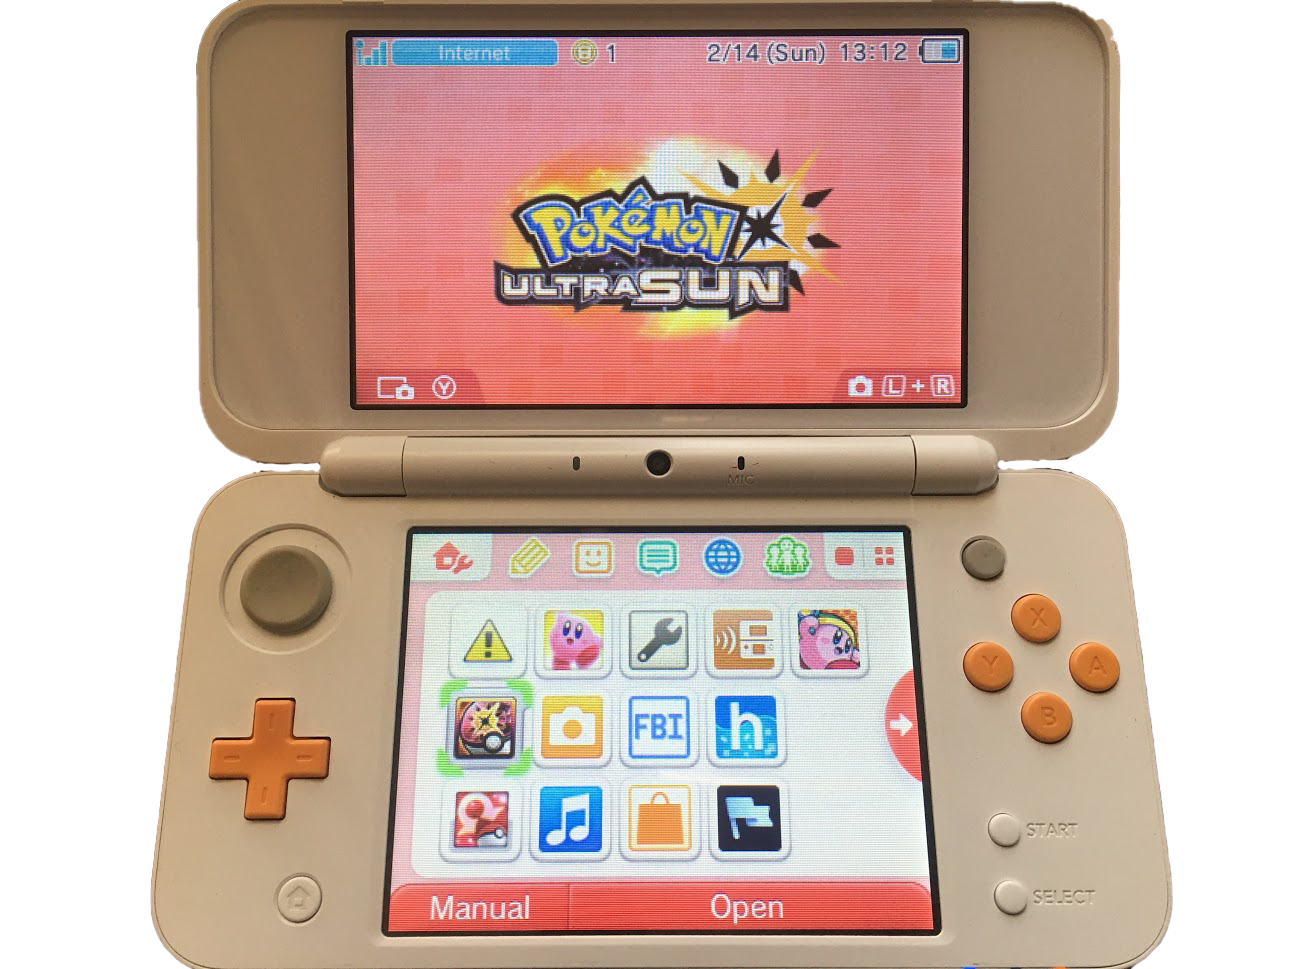 Internet 1 2/14 (Sun) 13:12
POKéMON
ULTRA SUN
Y L + R
MIC
X
Y A
FBI h
B
START
SELECT
Manual Open